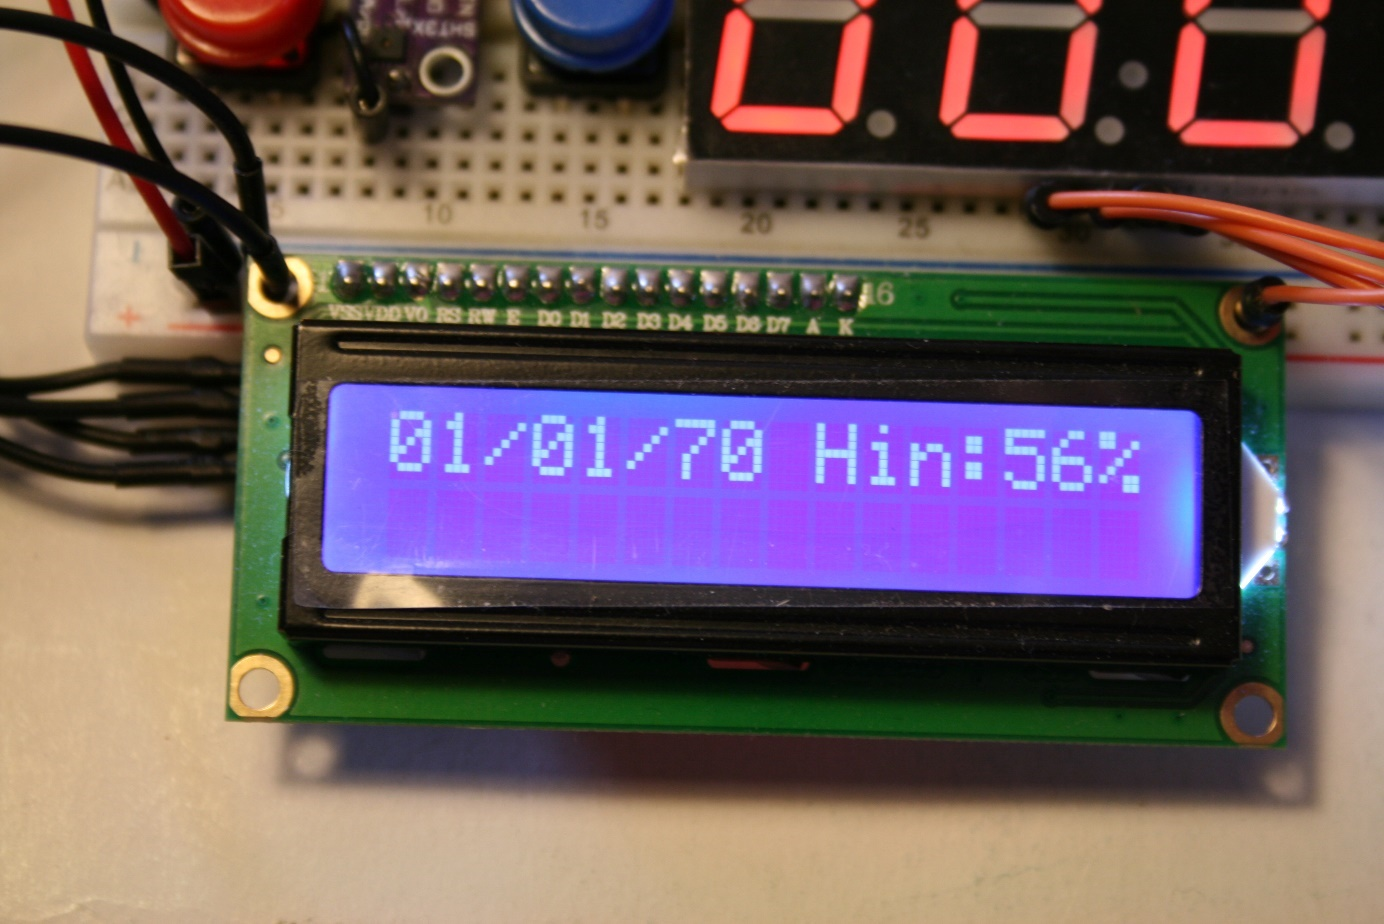 SHT3X
10 15 20 25
VSS VDD VO RS RW E D0 D1 D2 D3 D4 D5 D6 D7 A K 16
01/01/70 Hin:56%